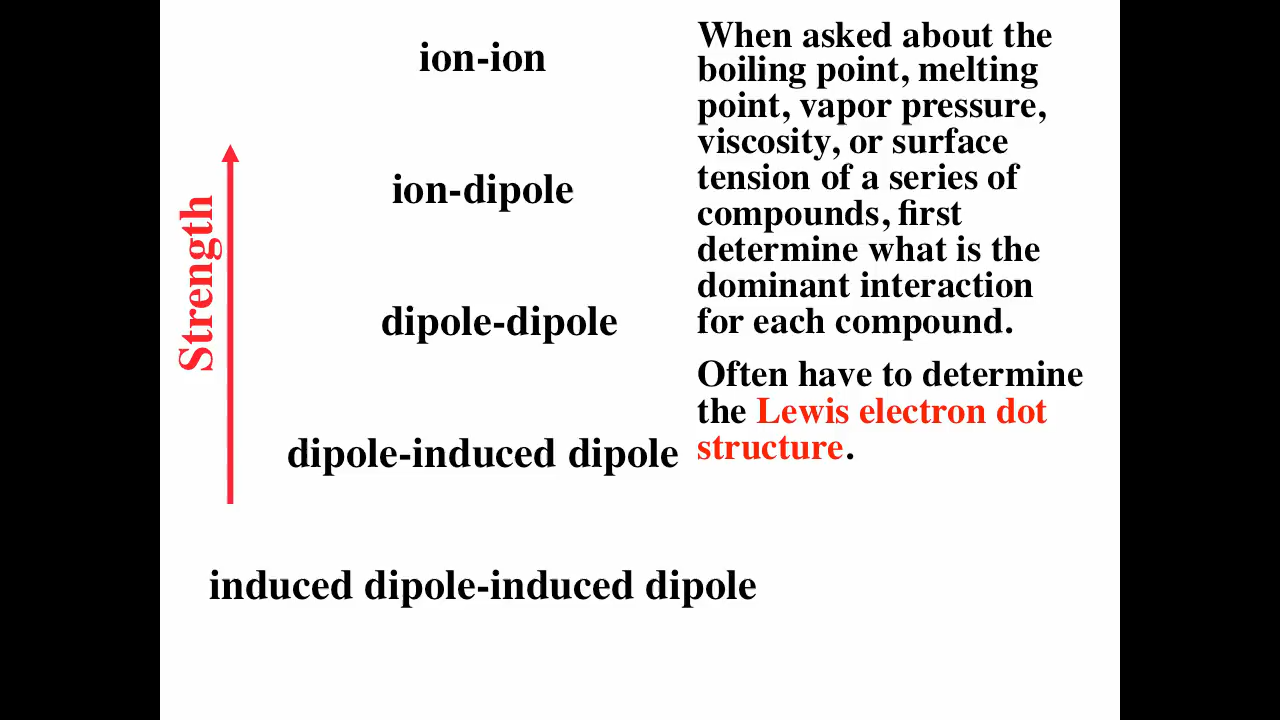 ion-ion
ion-dipole
dipole-dipole
dipole-induced dipole
induced dipole-induced dipole
Strength
When asked about the
boiling point, melting
point, vapor pressure,
viscosity, or surface
tension of a series of
compounds, first
determine what is the
dominant interaction
for each compound.
Often have to determine
the Lewis electron dot
structure.